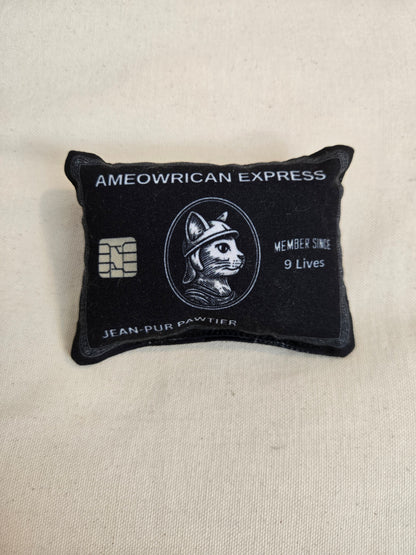 AMEOWRICAN EXPRESS
MEMBER SINCE
9 Lives
JEAN-PUR PAWTIER